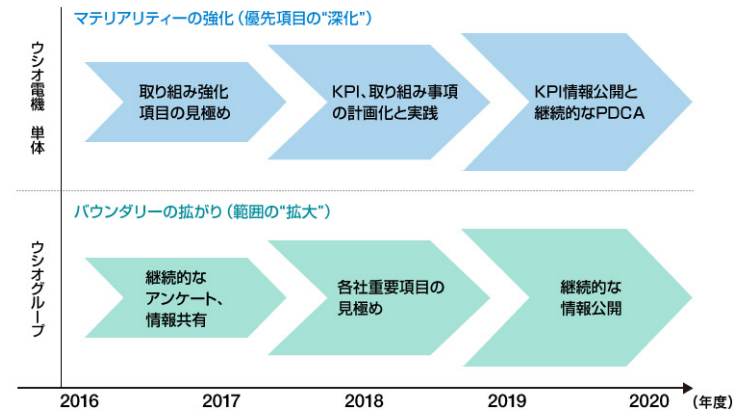 マテリアリティーの強化（優先項目の“深化”）
ウシオ電機 単体
取り組み強化
項目の見極め
KPI、取り組み事項
の計画化と実践
KPI情報公開と
継続的なPDCA
バウンダリーの拡がり（範囲の“拡大”）
ウシオグループ
継続的な
アンケート、
情報共有
各社重要項目の
見極め
継続的な
情報公開
2016 2017 2018 2019 2020 （年度）